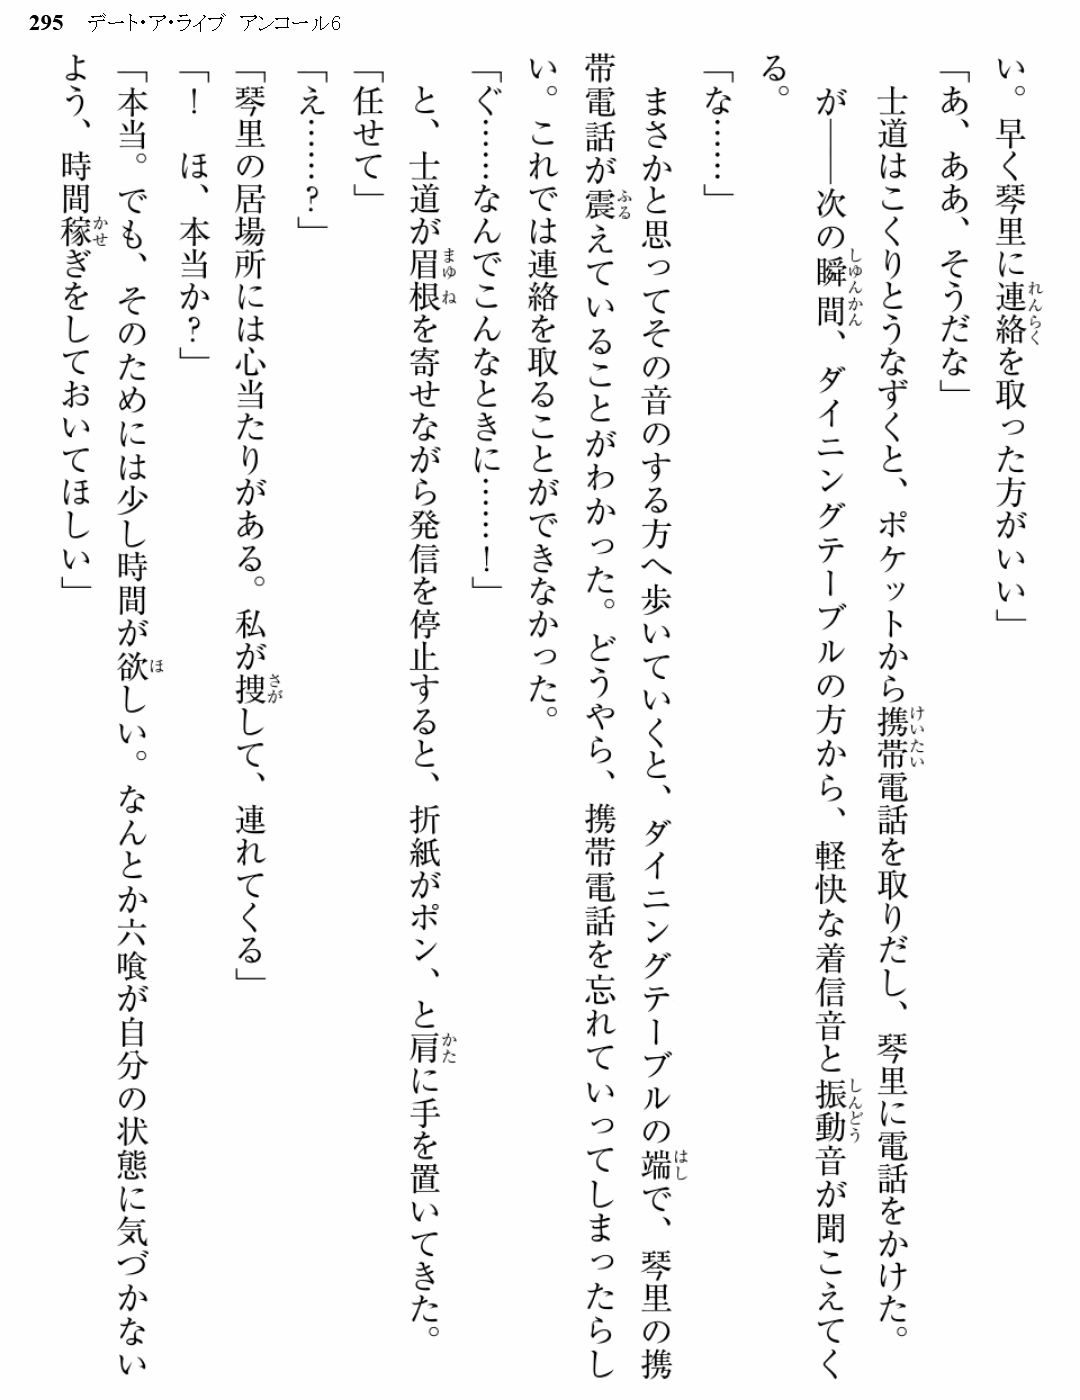 295 デート・ア・ライブ アンコール6
い。早く琴里に連絡を取った方がいい」
「あ、ああ、そうだな」
士道はこくりとうなずくと、ポケットから携帯電話を取りだし、琴里に電話をかけた。
が——次の瞬間、ダイニングテーブルの方から、軽快な着信音と振動音が聞こえてく
る。
「な……」
まさかと思ってその音のする方へ歩いていくと、ダイニングテーブルの端で、琴里の携
帯電話が震えていることがわかった。どうやら、携帯電話を忘れていってしまったらし
い。これでは連絡を取ることができなかった。
「ぐ……なんでこんなときに……！」
と、士道が眉根を寄せながら発信を停止すると、折紙がポン、と肩に手を置いてきた。
「任せて」
「え……？」
「琴里の居場所には心当たりがある。私が捜して、連れてくる」
「！　ほ、本当か？」
「本当。でも、そのためには少し時間が欲しい。なんとか六喰が自分の状態に気づかない
よう、時間稼ぎをしておいてほしい」